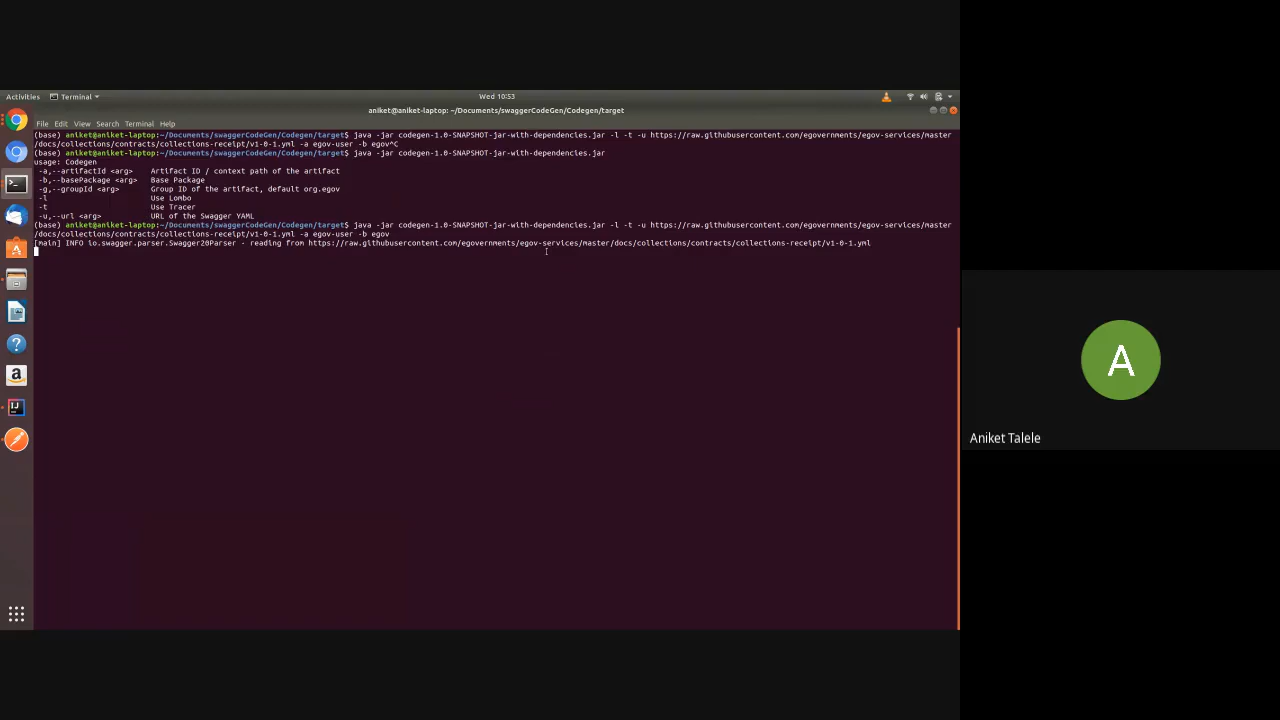 Activities Terminal Wed 10:53
aniket@aniket-laptop: ~/Documents/swaggerCodeGen/Codegen/target
File Edit View Search Terminal Help
(base) aniket@aniket-laptop:~/Documents/swaggerCodeGen/Codegen/target$ java -jar codegen-1.0-SNAPSHOT-jar-with-dependencies.jar -l -t -u https://raw.githubusercontent.com/egovernments/egov-services/master
/docs/collections/contracts/collections-receipt/v1-0-1.yml -a egov-user -b egov^C
(base) aniket@aniket-laptop:~/Documents/swaggerCodeGen/Codegen/target$ java -jar codegen-1.0-SNAPSHOT-jar-with-dependencies.jar
usage: Codegen
-a,--artifactId <arg> Artifact ID / context path of the artifact
-b,--basePackage <arg> Base Package
-g,--groupId <arg> Group ID of the artifact, default org.egov
-l Use Lombo
-t Use Tracer
-u,--url <arg> URL of the Swagger YAML
(base) aniket@aniket-laptop:~/Documents/swaggerCodeGen/Codegen/target$ java -jar codegen-1.0-SNAPSHOT-jar-with-dependencies.jar -l -t -u https://raw.githubusercontent.com/egovernments/egov-services/master
/docs/collections/contracts/collections-receipt/v1-0-1.yml -a egov-user -b egov
[main] INFO io.swagger.parser.Swagger20Parser - reading from https://raw.githubusercontent.com/egovernments/egov-services/master/docs/collections/contracts/collections-receipt/v1-0-1.yml
A
Aniket Talele